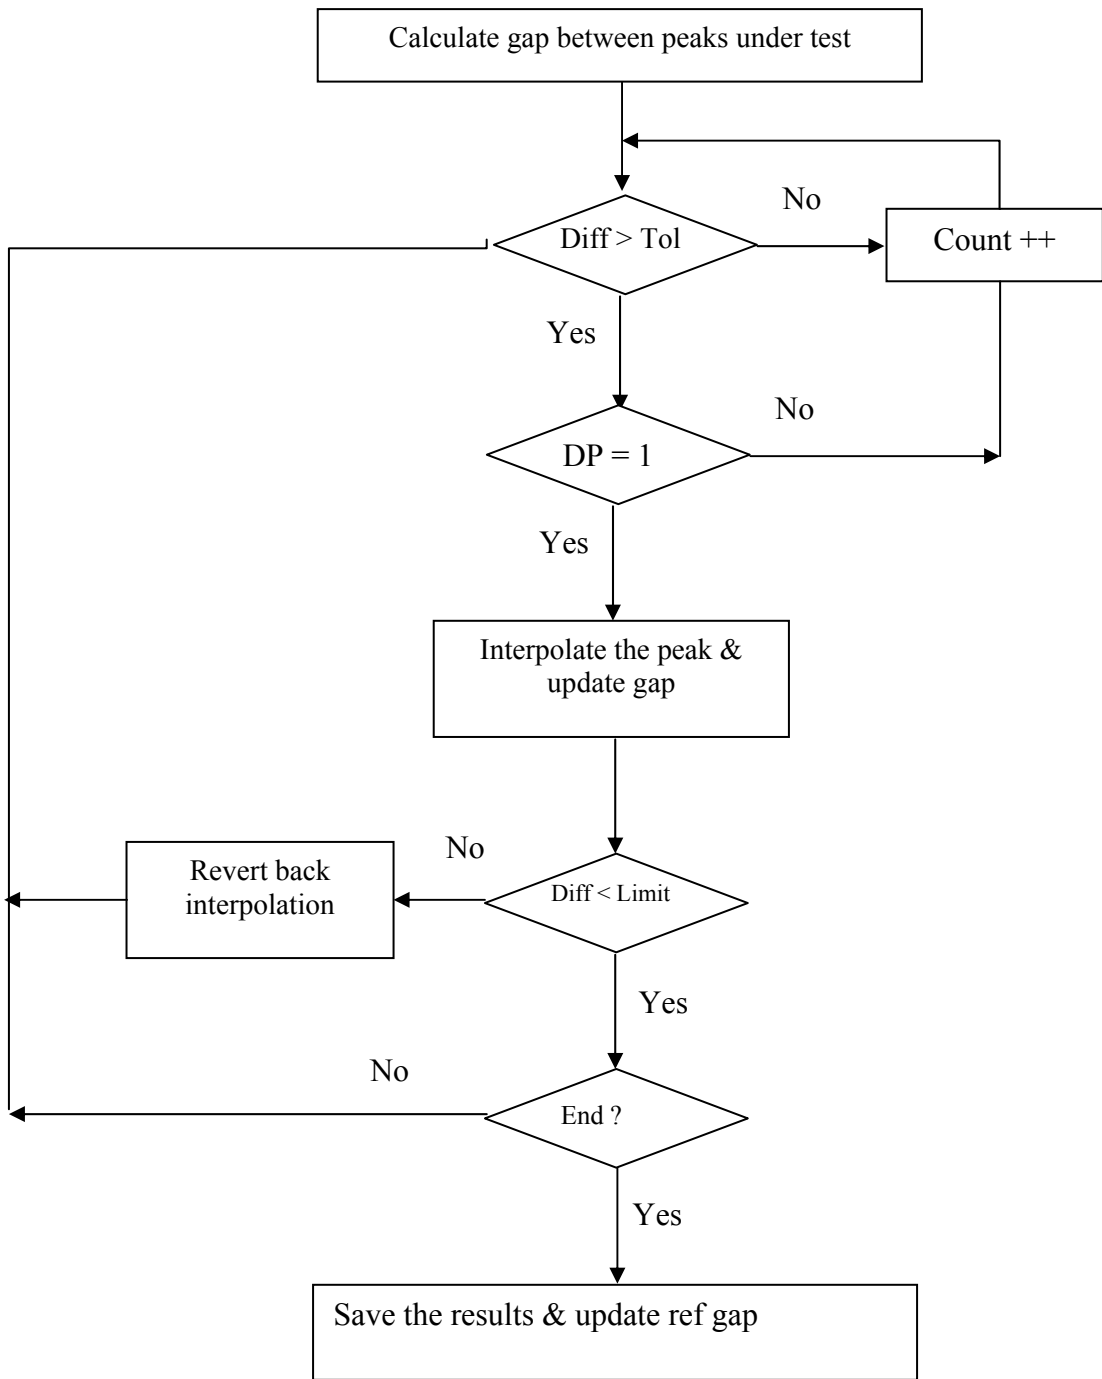 Calculate gap between peaks under test
No
Diff > Tol
Count ++
Yes
No
DP = 1
Yes
Interpolate the peak &
update gap
No
Revert back
interpolation
Diff < Limit
Yes
No
End ?
Yes
Save the results & update ref gap